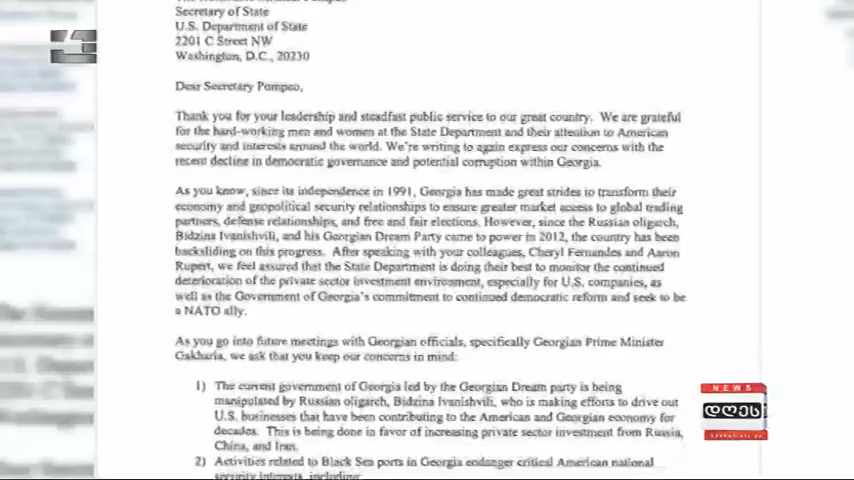 Secretary of State
U.S. Department of State
2201 C Street NW
Washington, D.C., 20230
Dear Secretary Pompeo,
Thank you for your leadership and steadfast public service to our great country. We are grateful
for the hard-working men and women at the State Department and their attention to American
security and interests around the world. We're writing to again express our concerns with the
recent decline in democratic governance and potential corruption within Georgia.
As you know, since its independence in 1991, Georgia has made great strides to transform their
economy and geopolitical security relationships to ensure greater market access to global trading
partners, defense relationships, and free and fair elections. However, since the Russian oligarch,
Bidzina Ivanishvili, and his Georgian Dream Party came to power in 2012, the country has been
backsliding on this progress. After speaking with your colleagues, Cheryl Fernandes and Aaron
Rupert, we feel assured that the State Department is doing their best to monitor the continued
deterioration of the private sector investment environment, especially for U.S. companies, as
well as the Government of Georgia's commitment to continued democratic reform and seek to be
a NATO ally.
As you go into future meetings with Georgian officials, specifically Georgian Prime Minister
Gakharia, we ask that you keep our concerns in mind:
1) The current government of Georgia led by the Georgian Dream party is being
manipulated by Russian oligarch, Bidzina Ivanishvili, who is making efforts to drive out
U.S. businesses that have been contributing to the American and Georgian economy for
decades. This is being done in favor of increasing private sector investment from Russia,
China, and Iran.
2) Activities related to Black Sea ports in Georgia endanger critical American national
security interests, including:
NEWS
დღეს